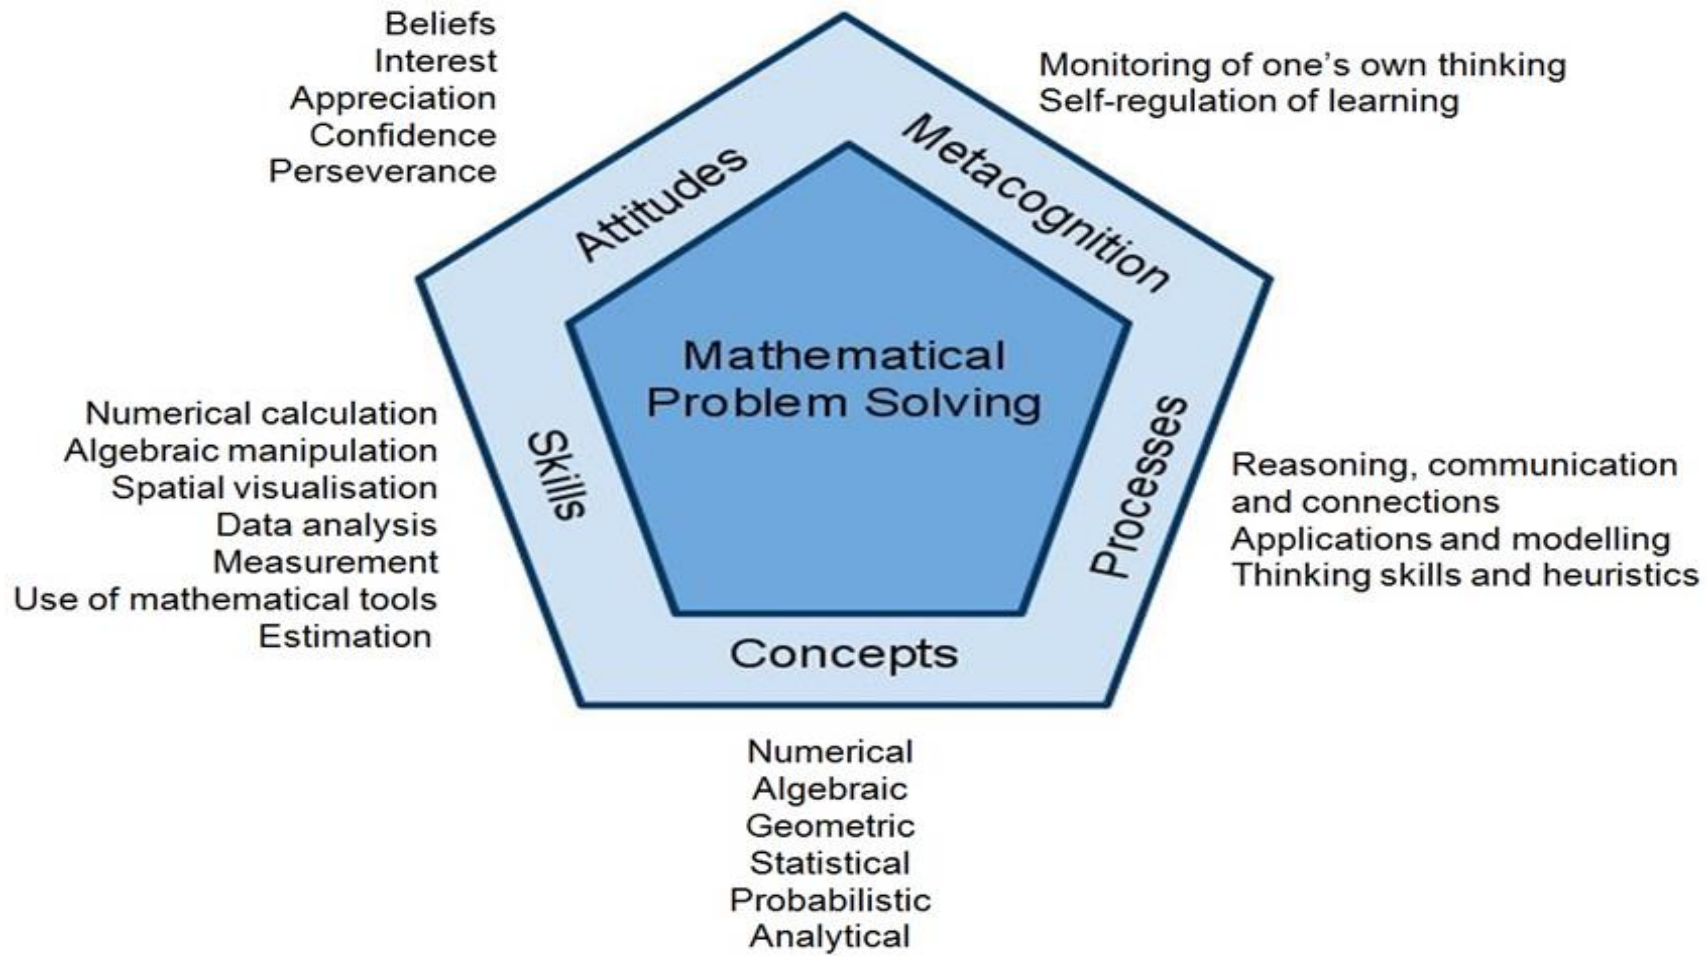 Beliefs
Interest
Appreciation
Confidence
Perseverance
Monitoring of one’s own thinking
Self-regulation of learning
Attitudes
Metacognition
Mathematical
Problem Solving
Numerical calculation
Algebraic manipulation
Spatial visualisation
Data analysis
Measurement
Use of mathematical tools
Estimation
Skills
Processes
Reasoning, communication
and connections
Applications and modelling
Thinking skills and heuristics
Concepts
Numerical
Algebraic
Geometric
Statistical
Probabilistic
Analytical